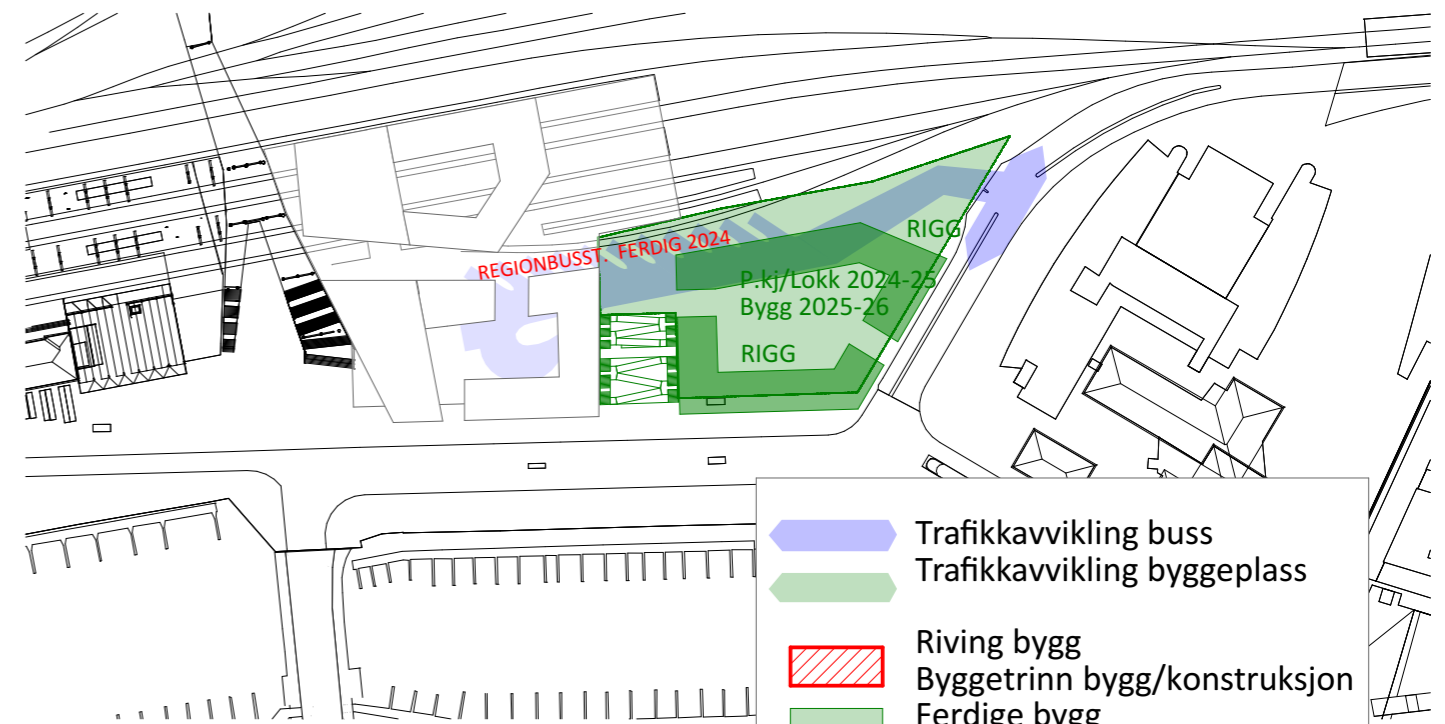 RIGG
REGIONBUSST. FERDIG 2024
P.kj/Lokk 2024-25
Bygg 2025-26
RIGG
Trafikkavvikling buss
Trafikkavvikling byggeplass
Riving bygg
Byggetrinn bygg/konstruksjon
Ferdige bygg